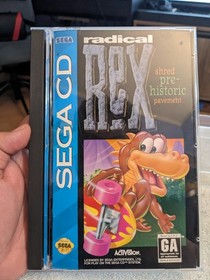 SEGA
radical
REX
shred
pre-
historic
pavement
SEGA CD
GA
ACTIVISION
LICENSED BY SEGA ENTERPRISES, LTD.
FOR PLAY ON THE SEGA CD™ SYSTEM.
SEGA